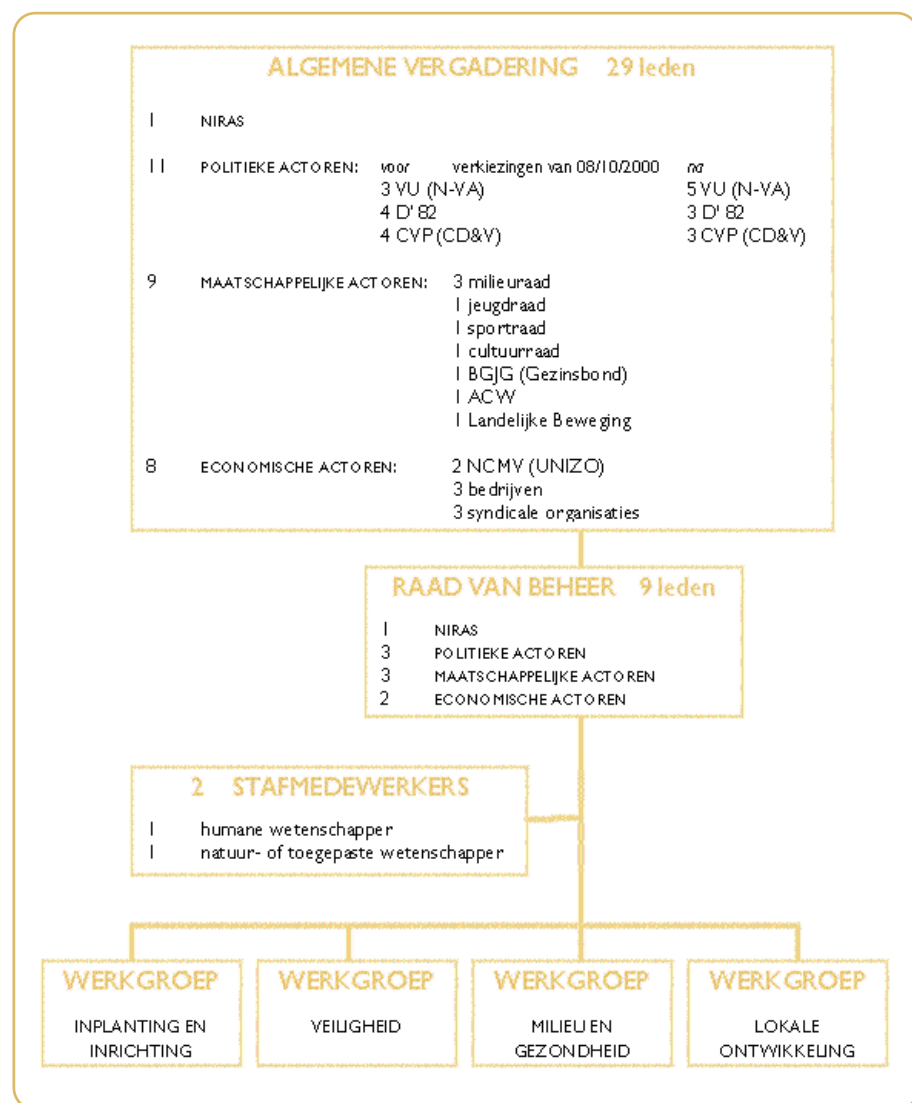 ALGEMENE VERGADERING 29 leden
1 NIRAS
11 POLITIEKE ACTOREN: voor verkiezingen van 08/10/2000 na
3 VU (N-VA) 5 VU (N-VA)
4 D' 82 3 D' 82
4 CVP (CD&V) 3 CVP (CD&V)
9 MAATSCHAPPELIJKE ACTOREN: 3 milieuraad
1 jeugdraad
1 sportraad
1 cultuurraad
1 BGJG (Gezinsbond)
1 ACW
1 Landelijke Beweging
8 ECONOMISCHE ACTOREN: 2 NCMV (UNIZO)
3 bedrijven
3 syndicale organisaties
RAAD VAN BEHEER 9 leden
1 NIRAS
3 POLITIEKE ACTOREN
3 MAATSCHAPPELIJKE ACTOREN
2 ECONOMISCHE ACTOREN
2 STAFMEDEWERKERS
1 humane wetenschapper
1 natuur- of toegepaste wetenschapper
WERKGROEP
INPLANTING EN
INRICHTING
WERKGROEP
VEILIGHEID
WERKGROEP
MILIEU EN
GEZONDHEID
WERKGROEP
LOKALE
ONTWIKKELING